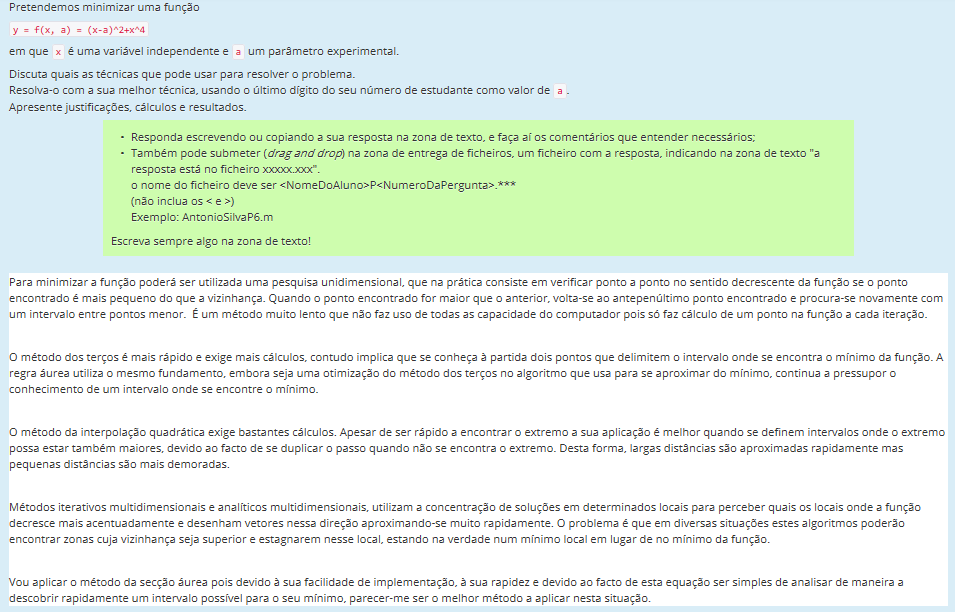 Pretendemos minimizar uma função
y = f(x, a) = (x-a)^2+x^4
em que x é uma variável independente e a um parâmetro experimental.
Discuta quais as técnicas que pode usar para resolver o problema.
Resolva-o com a sua melhor técnica, usando o último dígito do seu número de estudante como valor de a.
Apresente justificações, cálculos e resultados.
• Responda escrevendo ou copiando a sua resposta na zona de texto, e faça aí os comentários que entender necessários;
• Também pode submeter (drag and drop) na zona de entrega de ficheiros, um ficheiro com a resposta, indicando na zona de texto "a
resposta está no ficheiro xxxxx.xxx".
o nome do ficheiro deve ser <NomeDoAluno>P<NumeroDaPergunta>.***
(não inclua os < e >)
Exemplo: AntonioSilvaP6.m
Escreva sempre algo na zona de texto!
Para minimizar a função poderá ser utilizada uma pesquisa unidimensional, que na prática consiste em verificar ponto a ponto no sentido decrescente da função se o ponto
encontrado é mais pequeno do que a vizinhança. Quando o ponto encontrado for maior que o anterior, volta-se ao antepenúltimo ponto encontrado e procura-se novamente com
um intervalo entre pontos menor. É um método muito lento que não faz uso de todas as capacidade do computador pois só faz cálculo de um ponto na função a cada iteração.
O método dos terços é mais rápido e exige mais cálculos, contudo implica que se conheça à partida dois pontos que delimitem o intervalo onde se encontra o mínimo da função. A
regra áurea utiliza o mesmo fundamento, embora seja uma otimização do método dos terços no algoritmo que usa para se aproximar do mínimo, continua a pressupor o
conhecimento de um intervalo onde se encontre o mínimo.
O método da interpolação quadrática exige bastantes cálculos. Apesar de ser rápido a encontrar o extremo a sua aplicação é melhor quando se definem intervalos onde o extremo
possa estar também maiores, devido ao facto de se duplicar o passo quando não se encontra o extremo. Desta forma, largas distâncias são aproximadas rapidamente mas
pequenas distâncias são mais demoradas.
Métodos iterativos multidimensionais e analíticos multidimensionais, utilizam a concentração de soluções em determinados locais para perceber quais os locais onde a função
decresce mais acentuadamente e desenham vetores nessa direção aproximando-se muito rapidamente. O problema é que em diversas situações estes algoritmos poderão
encontrar zonas cuja vizinhança seja superior e estagnarem nesse local, estando na verdade num mínimo local em lugar de no mínimo da função.
Vou aplicar o método da secção áurea pois devido à sua facilidade de implementação, à sua rapidez e devido ao facto de esta equação ser simples de analisar de maneira a
descobrir rapidamente um intervalo possível para o seu mínimo, parecer-me ser o melhor método a aplicar nesta situação.